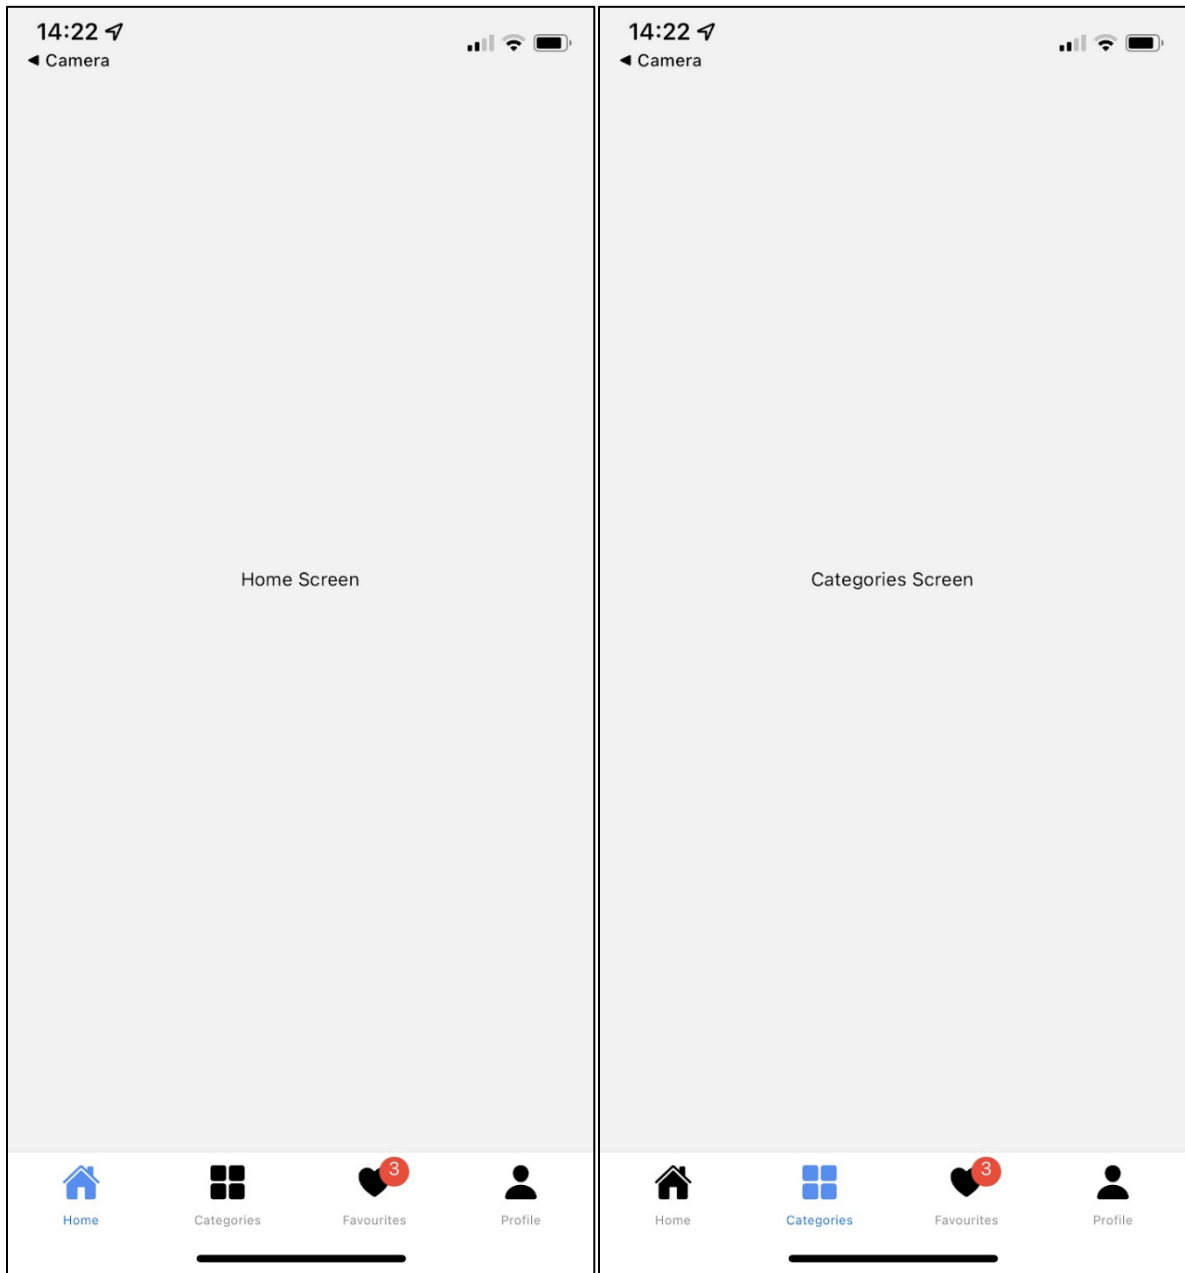 14:22
◀ Camera
Home Screen
3
Home Categories Favourites Profile
14:22
◀ Camera
Categories Screen
3
Home Categories Favourites Profile